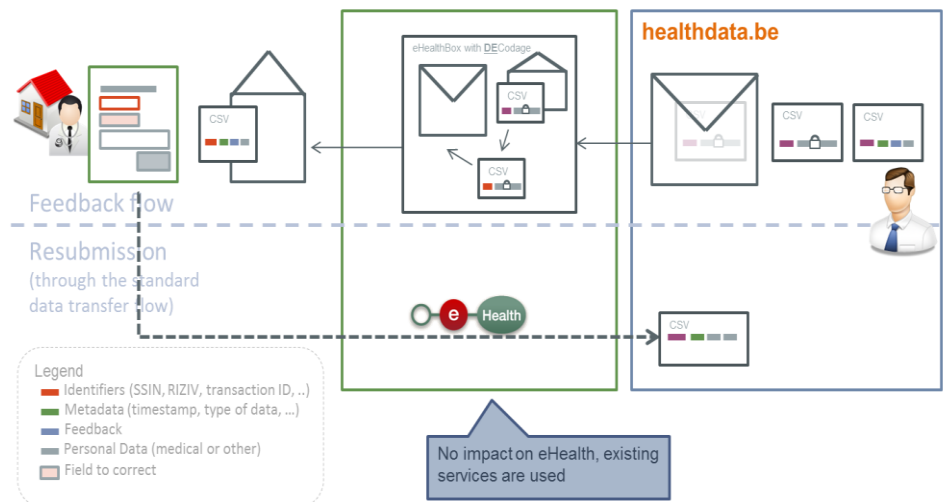 healthdata.be
eHealthBox with DECodage
CSV
CSV
CSV
CSV
CSV
CSV
CSV
Feedback flow
Resubmission
(through the standard
data transfer flow)
e Health
CSV
Legend
Identifiers (SSIN, RIZIV, transaction ID, ..)
Metadata (timestamp, type of data, ...)
Feedback
Personal Data (medical or other)
Field to correct
No impact on eHealth, existing
services are used